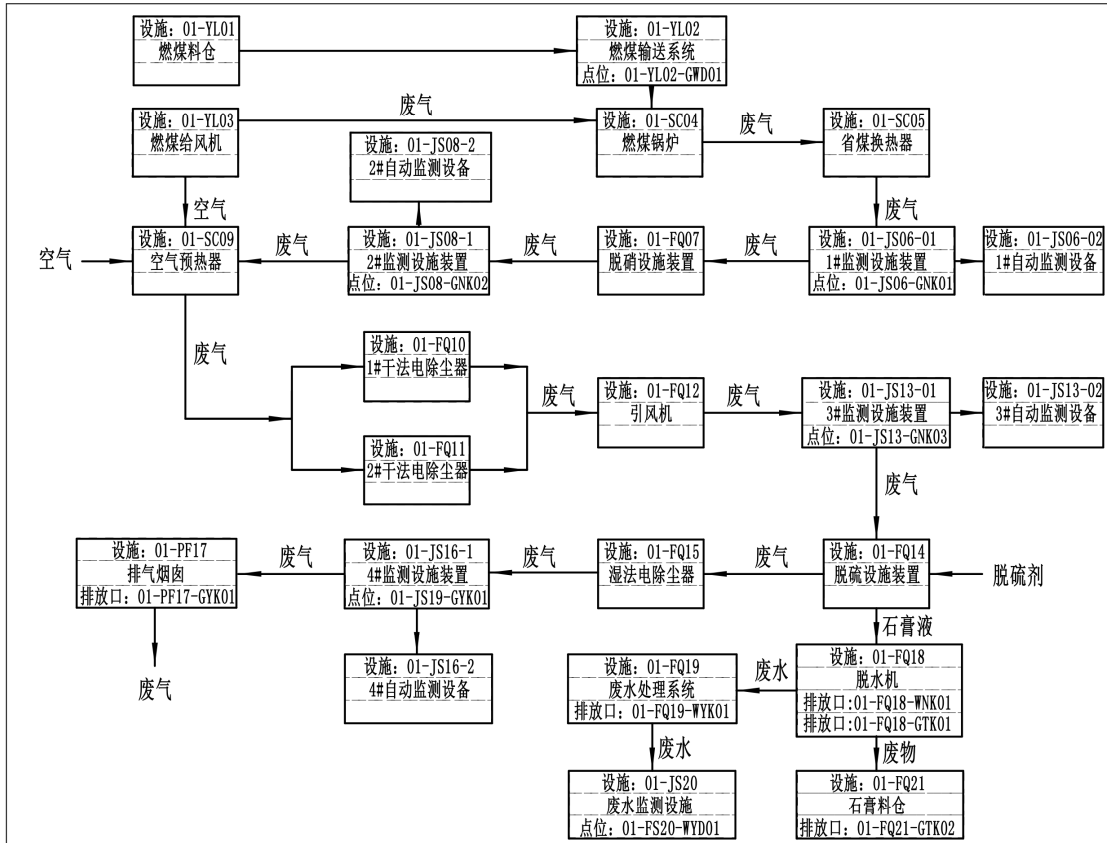 设施：01-YL01
燃煤料仓
设施：01-YL02
燃煤输送系统
点位：01-YL02-GWD01
设施：01-YL03
燃煤给风机
废气
设施：01-SC04
燃煤锅炉
废气
设施：01-SC05
省煤换热器
设施：01-JS08-2
2#自动监测设备
空气
废气
空气
设施：01-SC09
空气预热器
废气
设施：01-JS08-1
2#监测设施装置
点位：01-JS08-GNK02
废气
设施：01-FQ07
脱硝设施装置
废气
设施：01-JS06-01
1#监测设施装置
点位：01-JS06-GNK01
设施：01-JS06-02
1#自动监测设备
废气
设施：01-FQ10
1#干法电除尘器
设施：01-FQ11
2#干法电除尘器
废气
设施：01-FQ12
引风机
废气
设施：01-JS13-01
3#监测设施装置
点位：01-JS13-GNK03
设施：01-JS13-02
3#自动监测设备
废气
设施：01-PF17
排气烟囱
排放口：01-PF17-GYK01
废气
设施：01-JS16-1
4#监测设施装置
点位：01-JS19-GYK01
废气
设施：01-FQ15
湿法电除尘器
废气
设施：01-FQ14
脱硫设施装置
脱硫剂
石膏液
废气
设施：01-JS16-2
4#自动监测设备
设施：01-FQ19
废水处理系统
排放口：01-FQ19-WYK01
废水
设施：01-FQ18
脱水机
排放口:01-FQ18-WNK01
排放口:01-FQ18-GTK01
废水
废物
设施：01-JS20
废水监测设施
点位：01-FS20-WYD01
设施：01-FQ21
石膏料仓
排放口：01-FQ21-GTK02